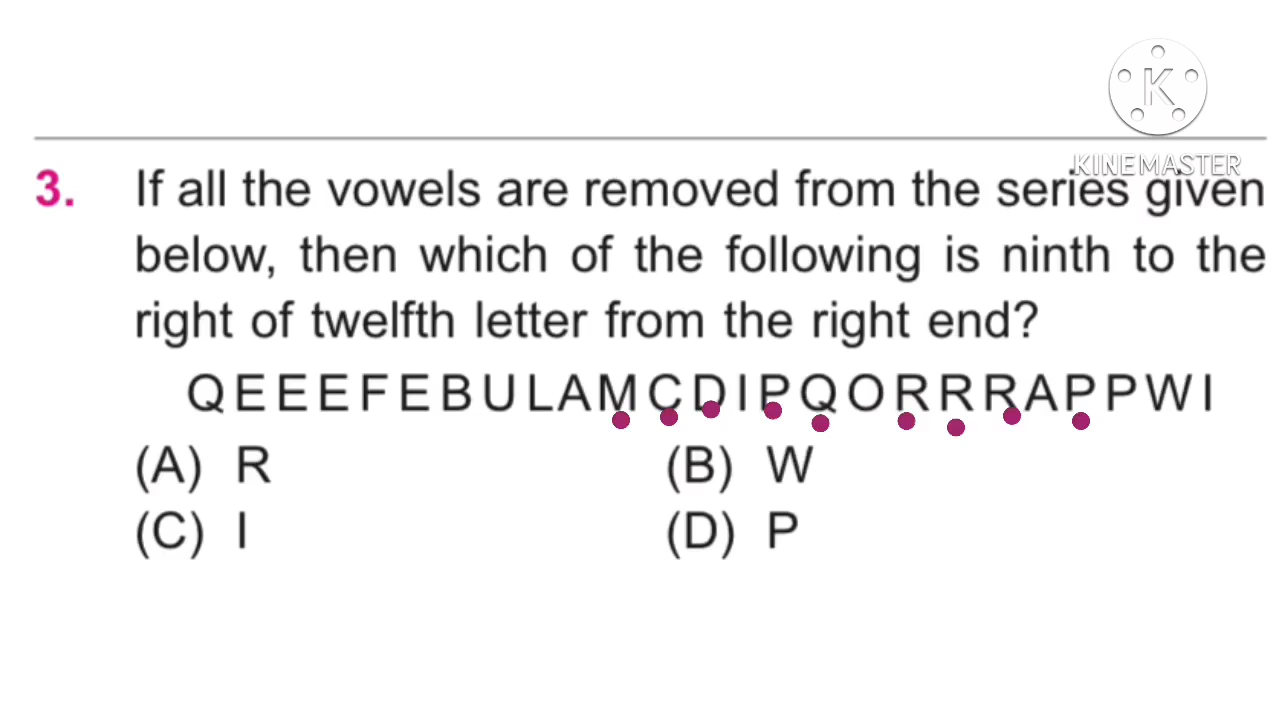 K
KINEMASTER
3. If all the vowels are removed from the series given
below, then which of the following is ninth to the
right of twelfth letter from the right end?
Q E E E F E B U L A M C D I P Q O R R R A P P W I
(A) R (B) W
(C) I (D) P